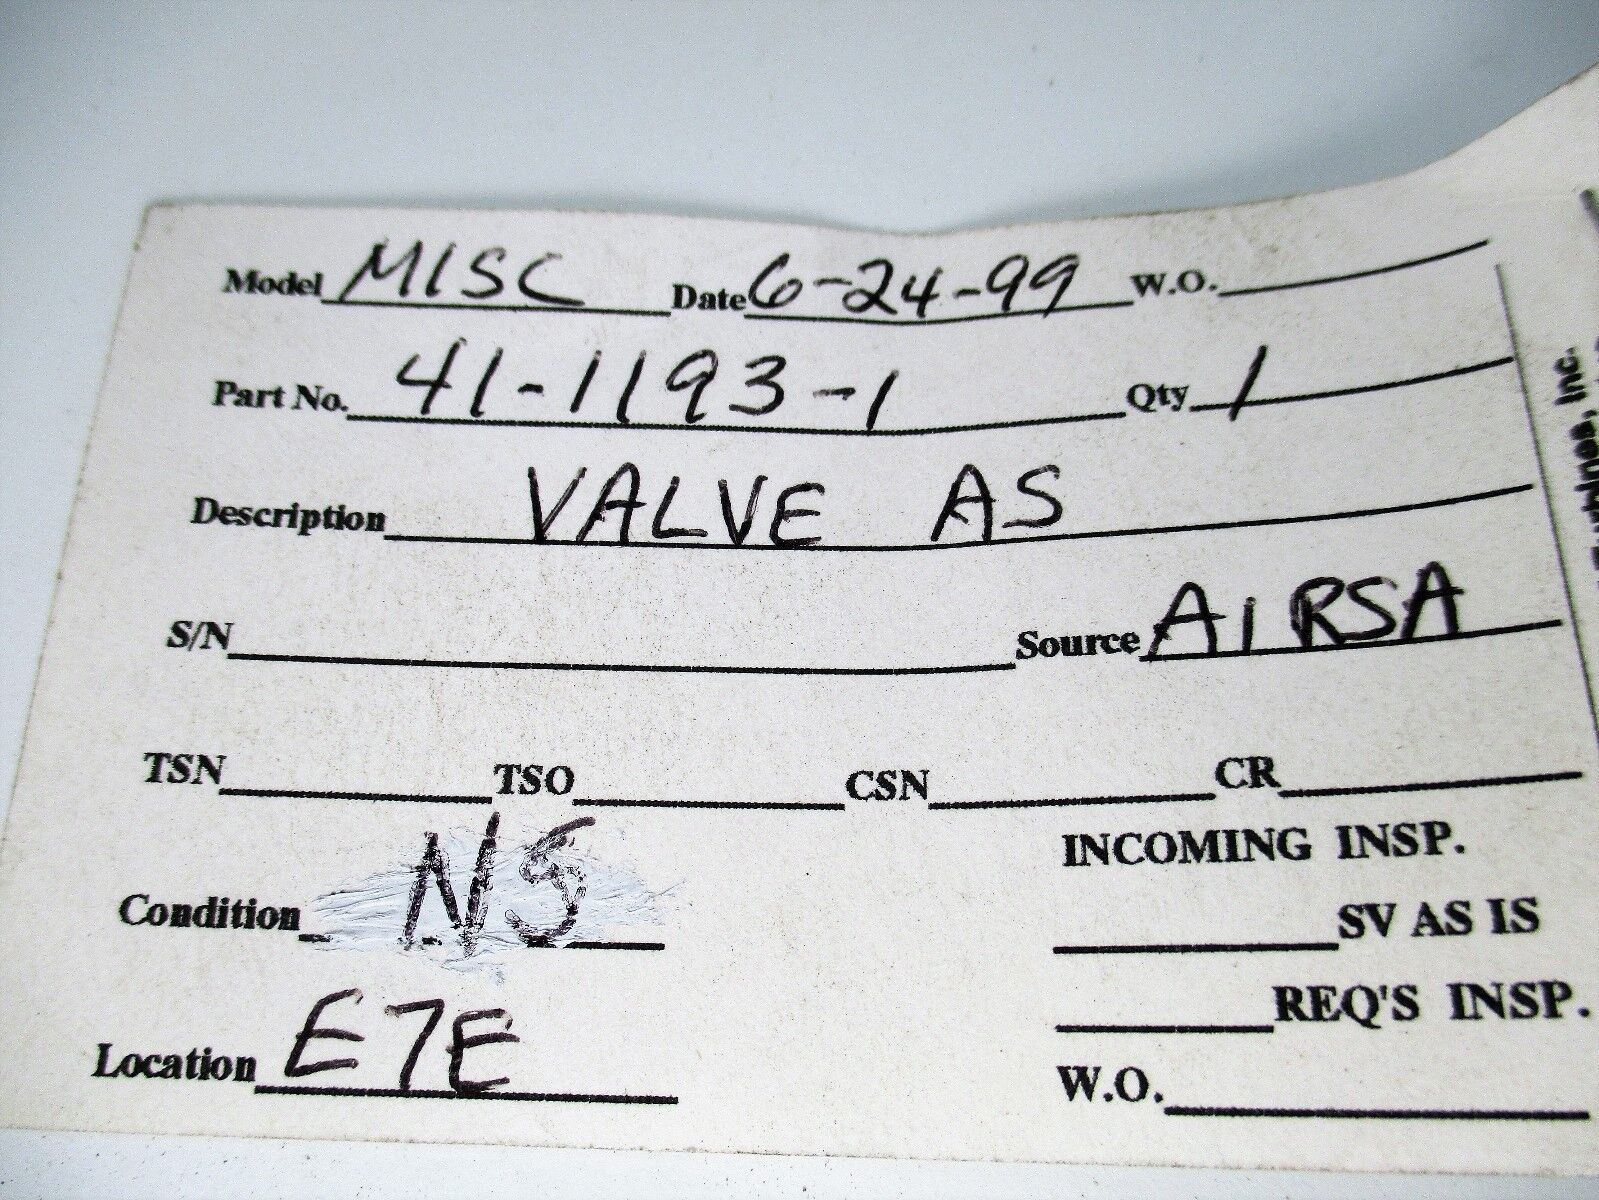 Model MISC Date 6-24-99 W.O.
Part No. 41-1193-1 Qty 1
Description VALVE AS
S/N Source AIRSA
TSN TSO CSN CR
INCOMING INSP.
Condition NS
SV AS IS
REQ'S INSP.
Location E7E
W.O.
Inc.